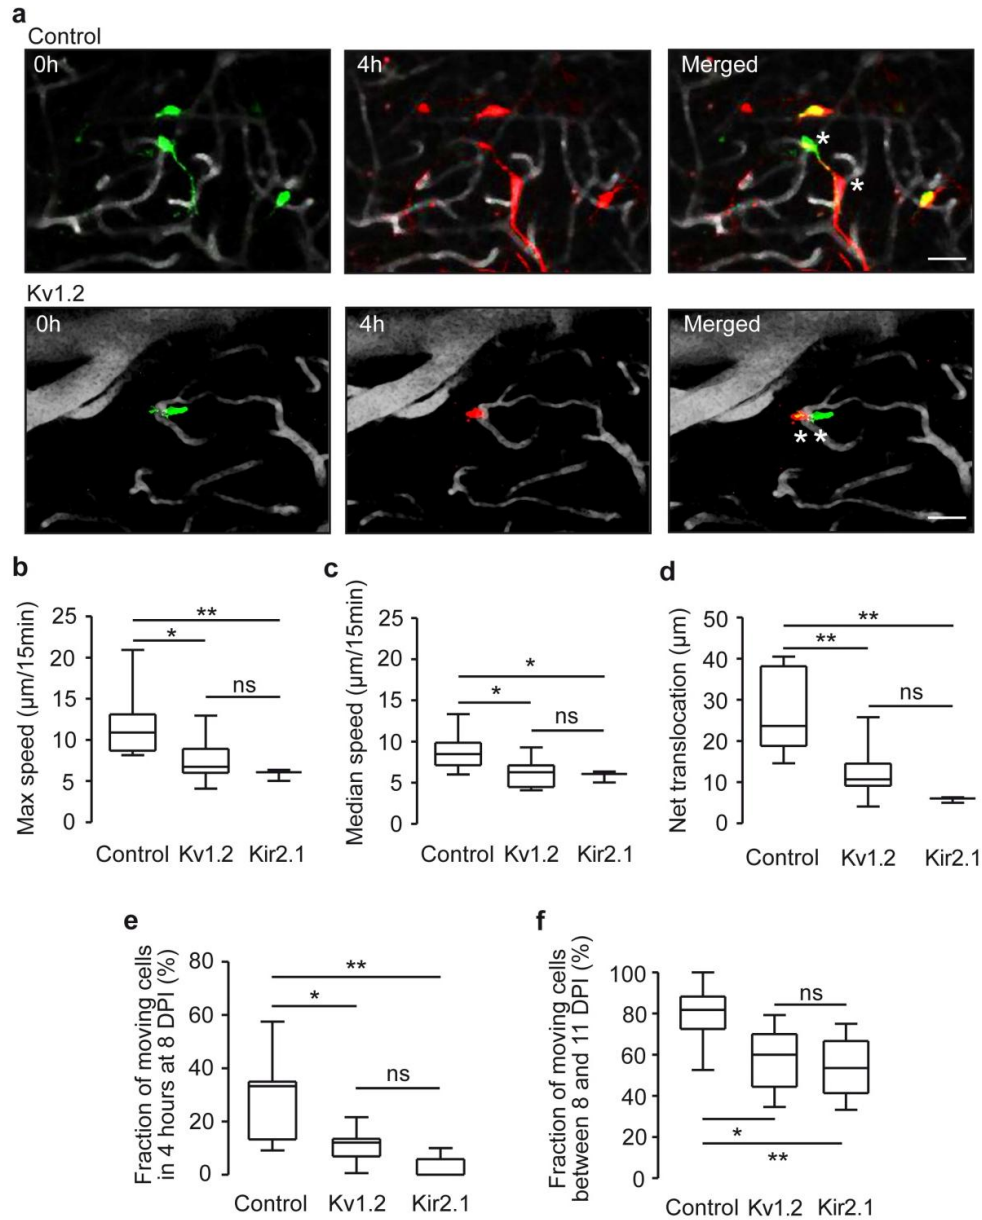 a
Control
0h
4h
Merged
*
*
Kv1.2
0h
4h
Merged
* *
b
Max speed (µm/15min)
25
20
15
10
5
0
**
*
ns
Control Kv1.2 Kir2.1
c
Median speed (µm/15min)
25
20
15
10
5
0
*
*
ns
Control Kv1.2 Kir2.1
d
Net translocation (µm)
50
40
30
20
10
0
**
**
ns
Control Kv1.2 Kir2.1
e
Fraction of moving cells
in 4 hours at 8 DPI (%)
80
60
40
20
0
**
*
ns
Control Kv1.2 Kir2.1
f
Fraction of moving cells
between 8 and 11 DPI (%)
100
80
60
40
20
0
ns
*
**
Control Kv1.2 Kir2.1